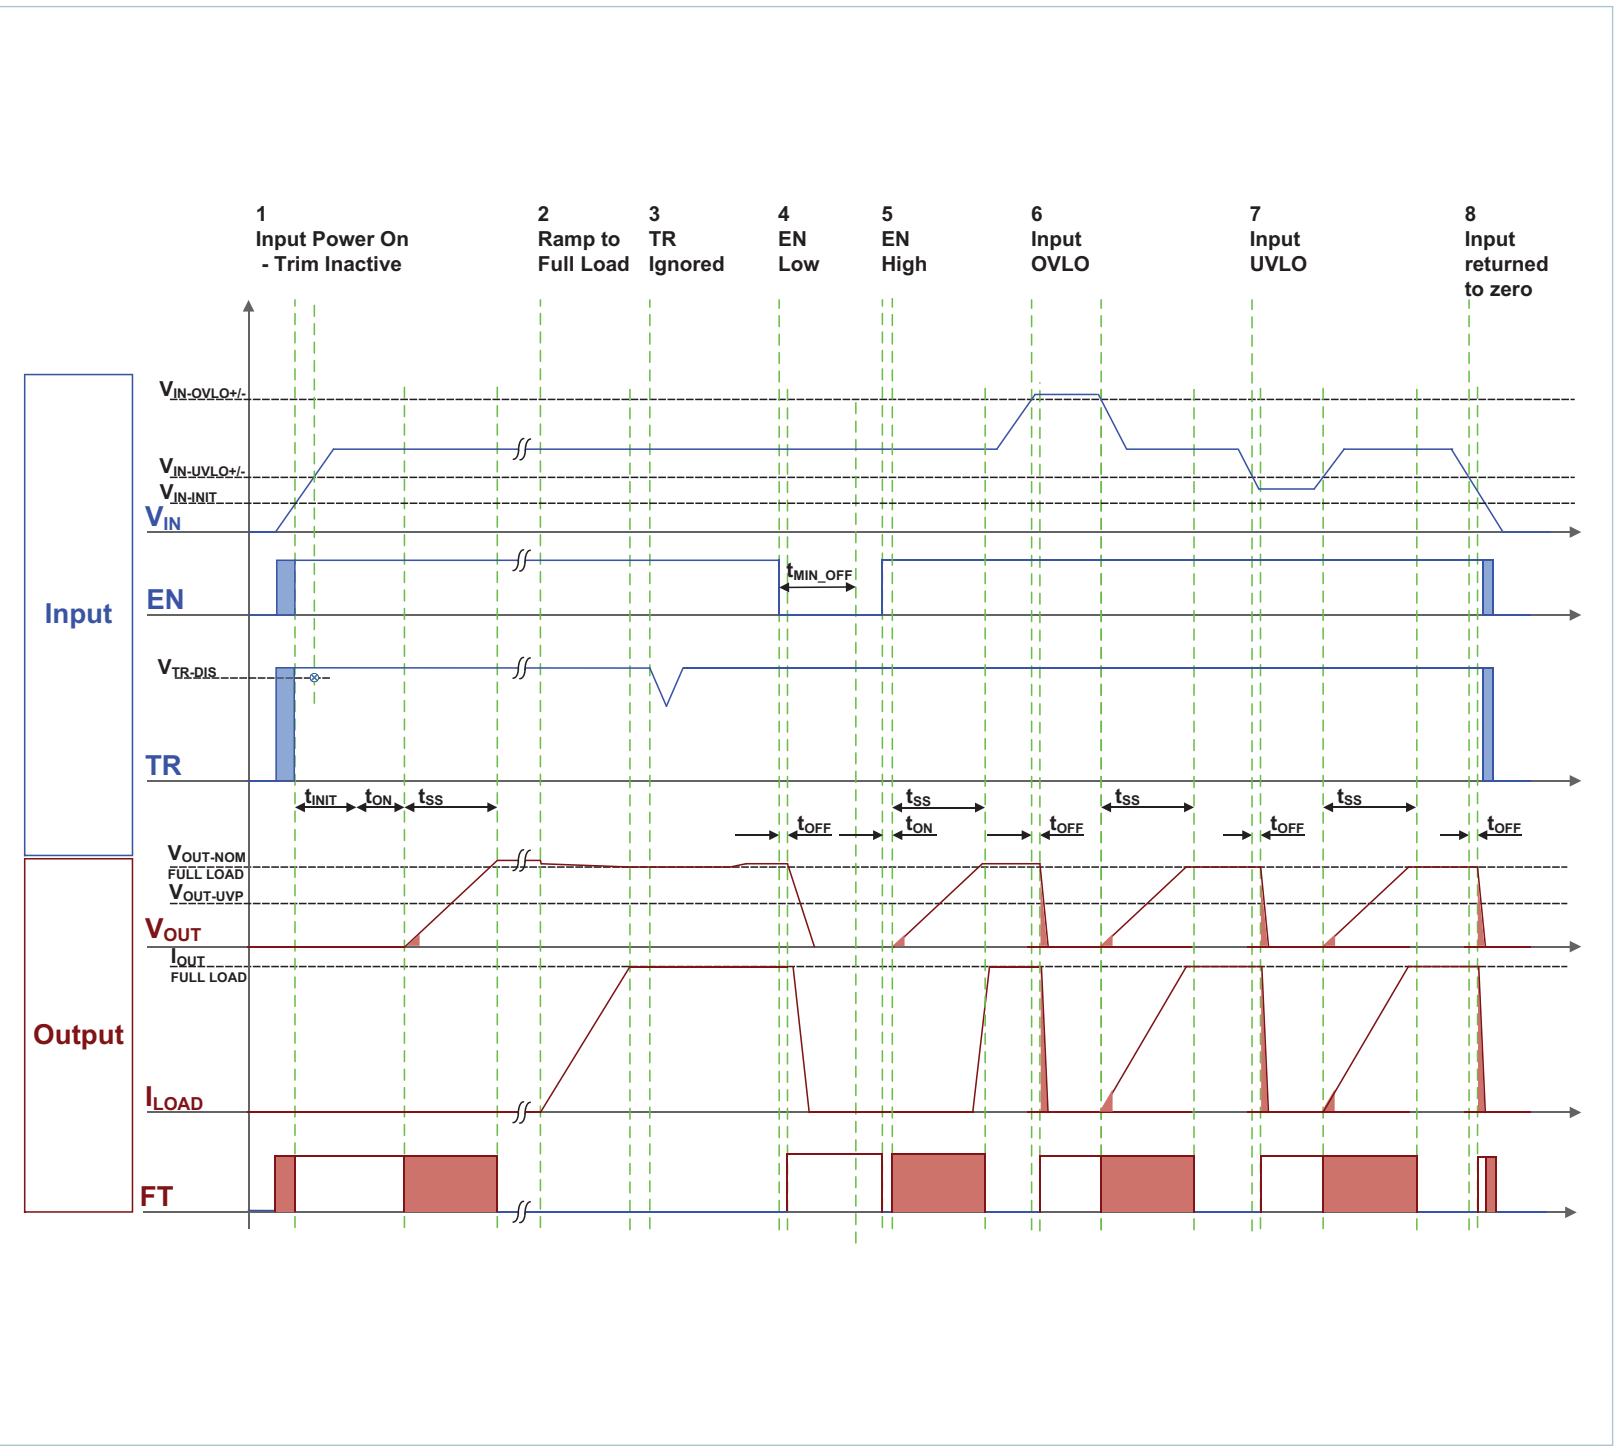 1
Input Power On
- Trim Inactive
2
Ramp to
Full Load
3
TR
Ignored
4
EN
Low
5
EN
High
6
Input
OVLO
7
Input
UVLO
8
Input
returned
to zero
Input
VIN-OVLO+/-
VIN-UVLO+/-
VIN-INIT
VIN
EN
tMIN_OFF
VTR-DIS
TR
tINIT
tON
tSS
tSS
tSS
tSS
tOFF
tON
tOFF
tOFF
tOFF
Output
VOUT-NOM
FULL LOAD
VOUT-UVP
VOUT
IOUT
FULL LOAD
ILOAD
FT